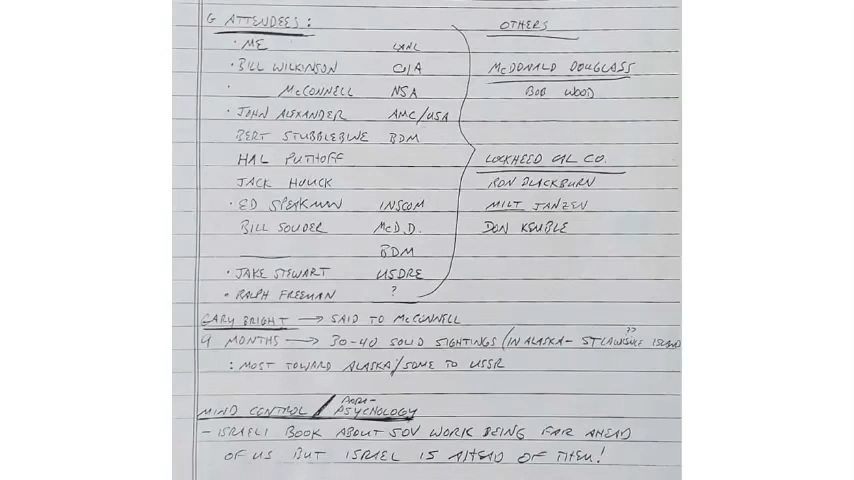 G ATTENDEES:
· ME LANL
· BILL WILKINSON CIA
· McCONNELL NSA
· JOHN ALEXANDER AMC/USA
BERT STUBBLEBINE BDM
HAL PUTHOFF
JACK HOUCK
· ED SPEAKMAN INSCOM
BILL SOUDER McD.D.
BDM
· JAKE STEWART USDRE
· RALPH FREEMAN ?
OTHERS
McDONALD DOUGLASS
BOB WOOD
LOCKHEED CAL CO.
RON BLACKBURN
MILT JANZEN
DON KEUBLE
GARY BRIGHT → SAID TO McCONNELL
4 MONTHS → 30-40 SOLID SIGHTINGS (IN ALASKA- ST ISLAND
??
: MOST TOWARD ALASKA/SOME TO USSR
MIND CONTROL / PARA-
PSYCHOLOGY
- ISRAELI BOOK ABOUT SOV WORK BEING FAR AHEAD
OF US BUT ISRAEL IS AHEAD OF THEM!